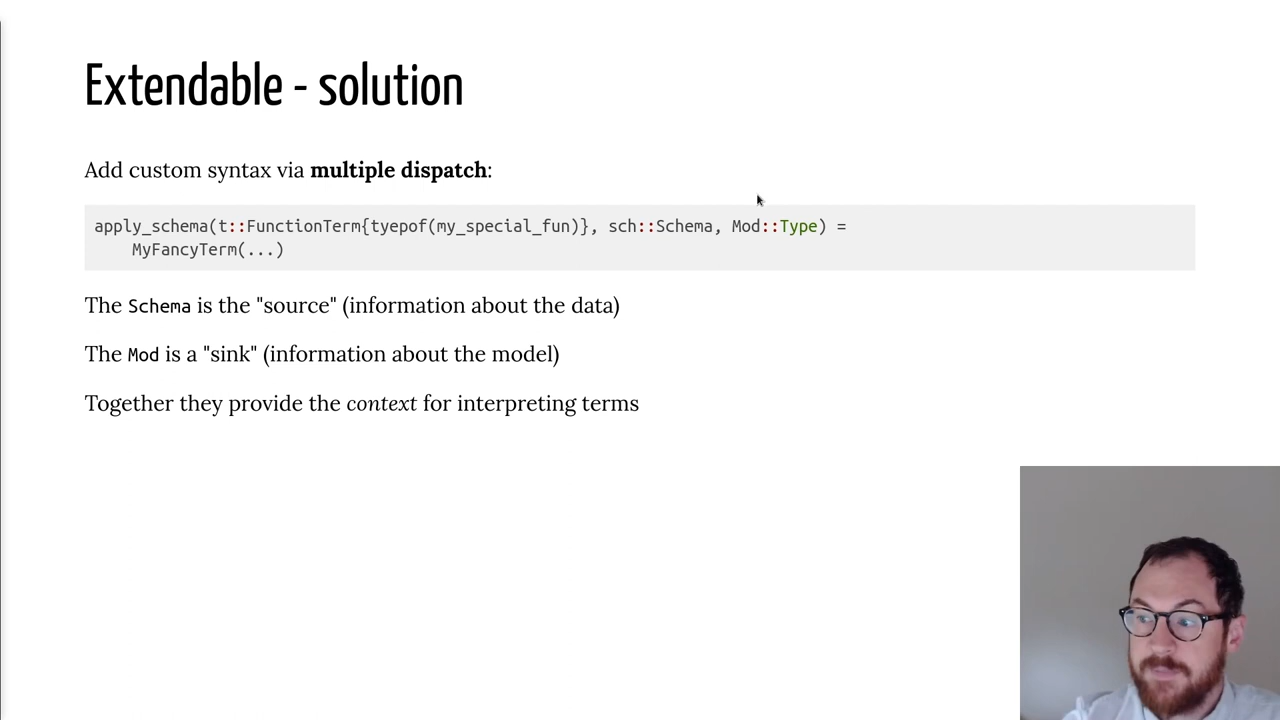 Extendable - solution
Add custom syntax via multiple dispatch:
apply_schema(t::FunctionTerm{typeof(my_special_fun)}, sch::Schema, Mod::Type) =
MyFancyTerm(...)
The Schema is the "source" (information about the data)
The Mod is a "sink" (information about the model)
Together they provide the context for interpreting terms